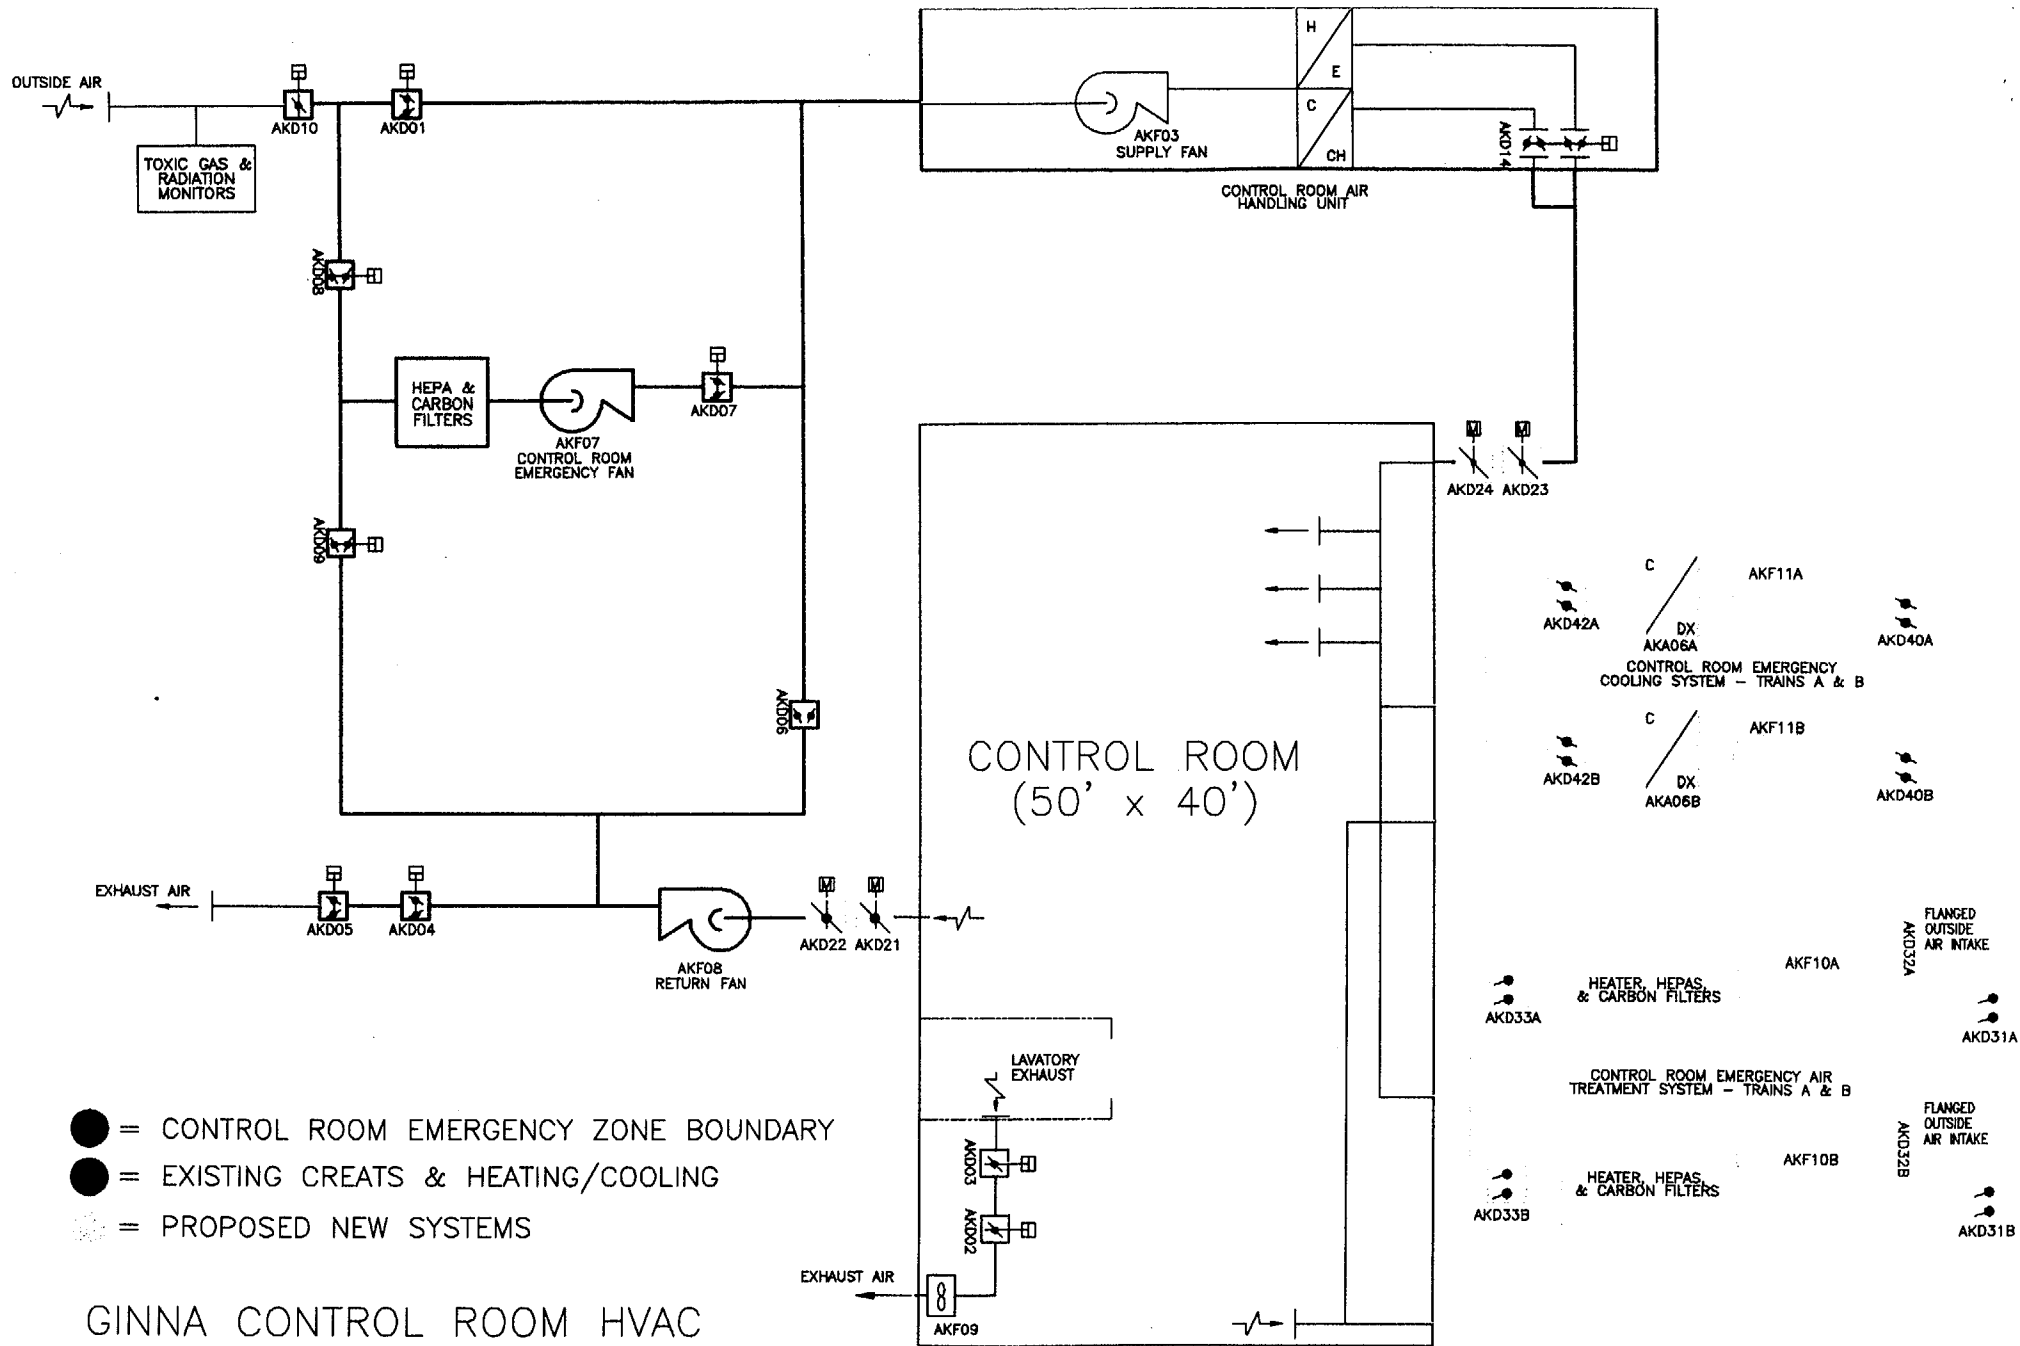 OUTSIDE AIR
AKD10
AKD01
TOXIC GAS &
RADIATION
MONITORS
H
E
C
CH
AKF03
SUPPLY FAN
AKD14
CONTROL ROOM AIR
HANDLING UNIT
AKD08
HEPA &
CARBON
FILTERS
AKF07
CONTROL ROOM
EMERGENCY FAN
AKD07
AKD09
AKD06
M
M
AKD24
AKD23
CONTROL ROOM
(50' x 40')
C
DX
AKD42A
AKA06A
AKF11A
AKD40A
CONTROL ROOM EMERGENCY
COOLING SYSTEM - TRAINS A & B
C
DX
AKD42B
AKA06B
AKF11B
AKD40B
EXHAUST AIR
AKD05
AKD04
AKF08
RETURN FAN
M
M
AKD22
AKD21
FLANGED
OUTSIDE
AIR INTAKE
AKD32A
AKF10A
HEATER, HEPAS,
& CARBON FILTERS
AKD33A
AKD31A
CONTROL ROOM EMERGENCY AIR
TREATMENT SYSTEM - TRAINS A & B
FLANGED
OUTSIDE
AIR INTAKE
AKD32B
AKF10B
HEATER, HEPAS,
& CARBON FILTERS
AKD33B
AKD31B
LAVATORY
EXHAUST
AKD03
AKD02
EXHAUST AIR
AKF09
= CONTROL ROOM EMERGENCY ZONE BOUNDARY
= EXISTING CREATS & HEATING/COOLING
= PROPOSED NEW SYSTEMS
GINNA CONTROL ROOM HVAC